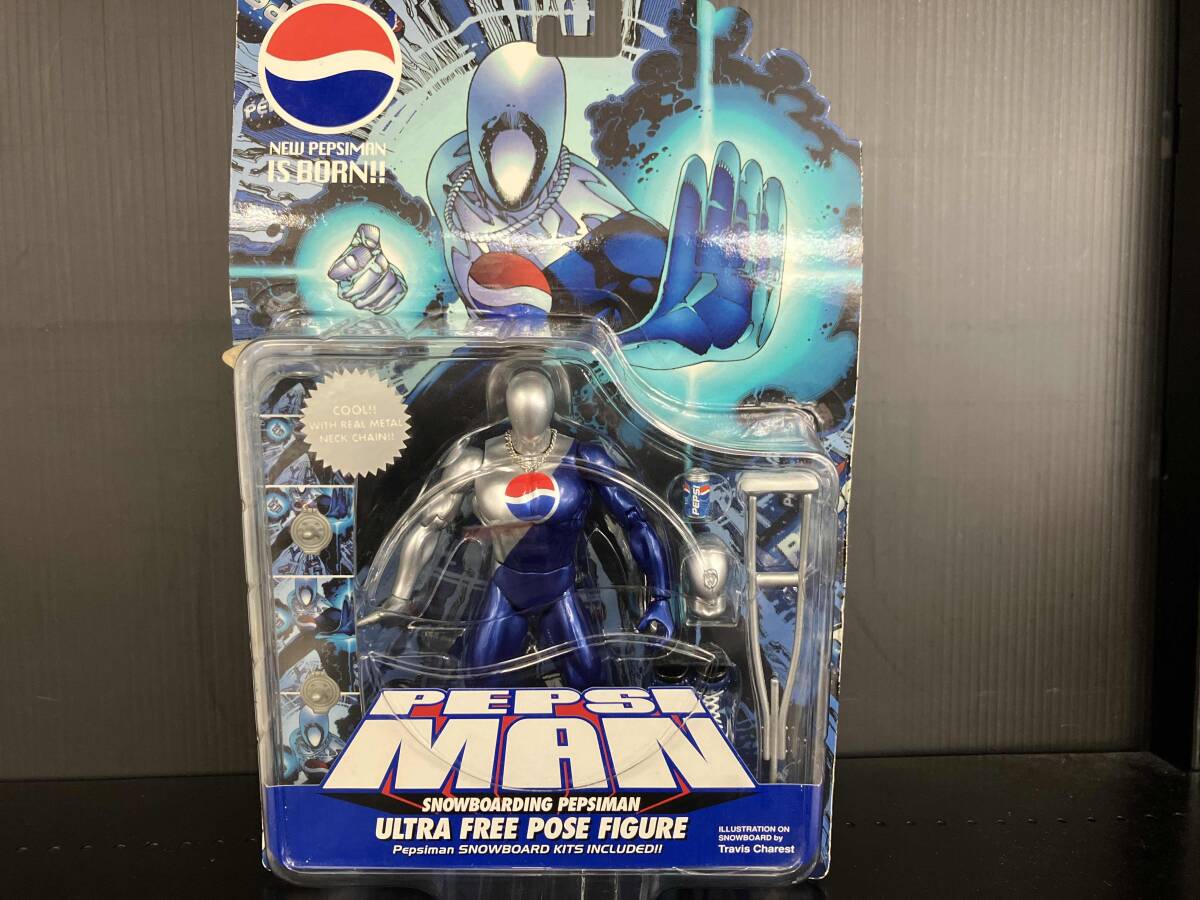 NEW PEPSIMAN
IS BORN!!
COOL!!
WITH REAL METAL
NECK CHAIN!!
PEPSI
PEPSI
MAN
SNOWBOARDING PEPSIMAN
ULTRA FREE POSE FIGURE
Pepsiman SNOWBOARD KITS INCLUDED!!
ILLUSTRATION ON
SNOWBOARD by
Travis Charest